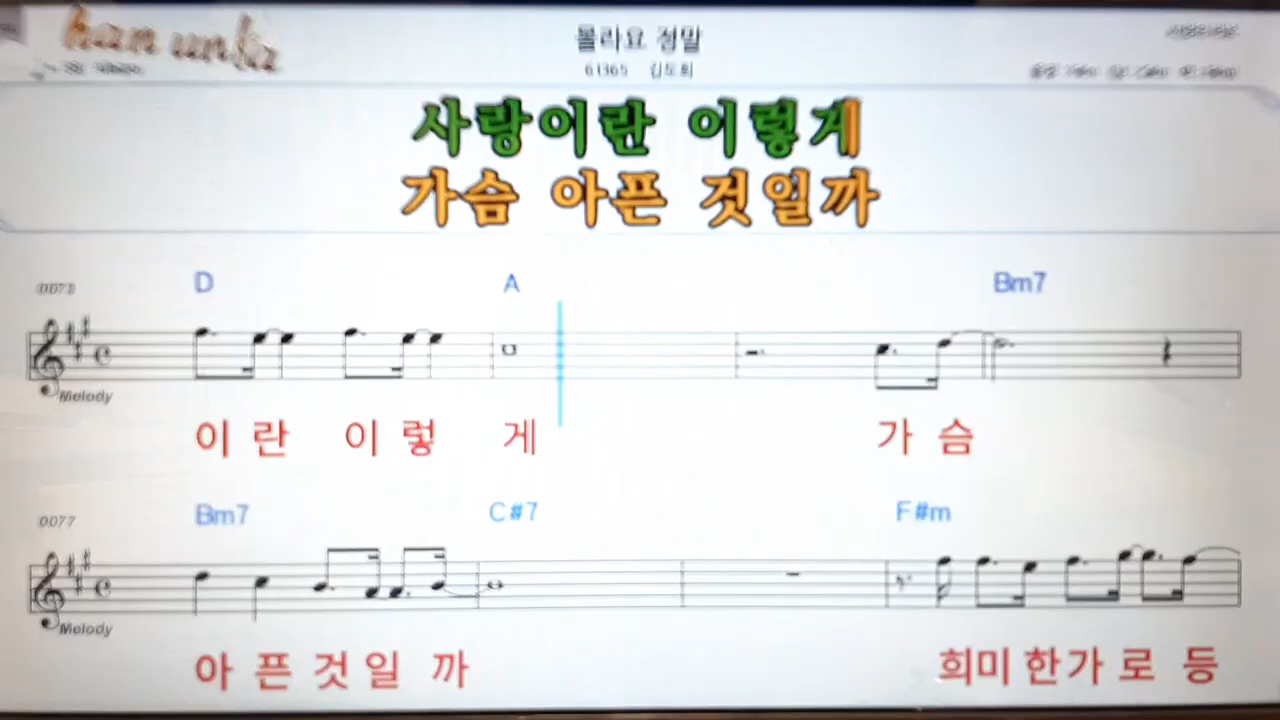 han unhz
몰라요 정말
61365 김도희
사랑이란 이렇게
가슴 아픈 것일까
0073 D A Bm7
Melody
이 란 이 렇 게 가 슴
0077 Bm7 C#7 F#m
Melody
아 픈 것 일 까 희 미 한 가 로 등